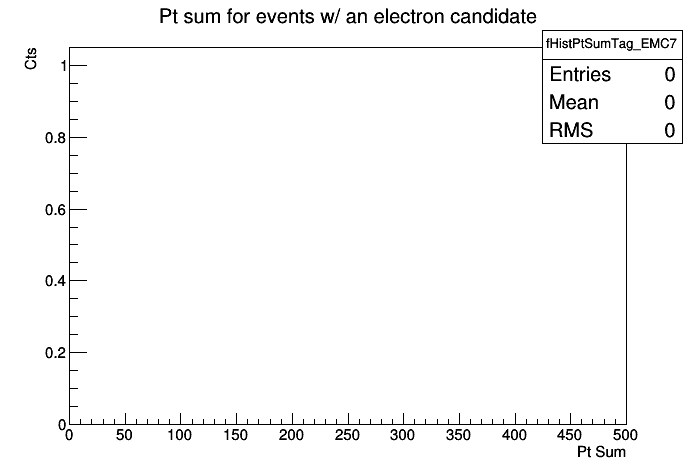 Pt sum for events w/ an electron candidate
fHistPtSumTag_EMC7
Entries 0
Mean 0
RMS 0
Cts
1
0.8
0.6
0.4
0.2
0
0 50 100 150 200 250 300 350 400 450 500
Pt Sum